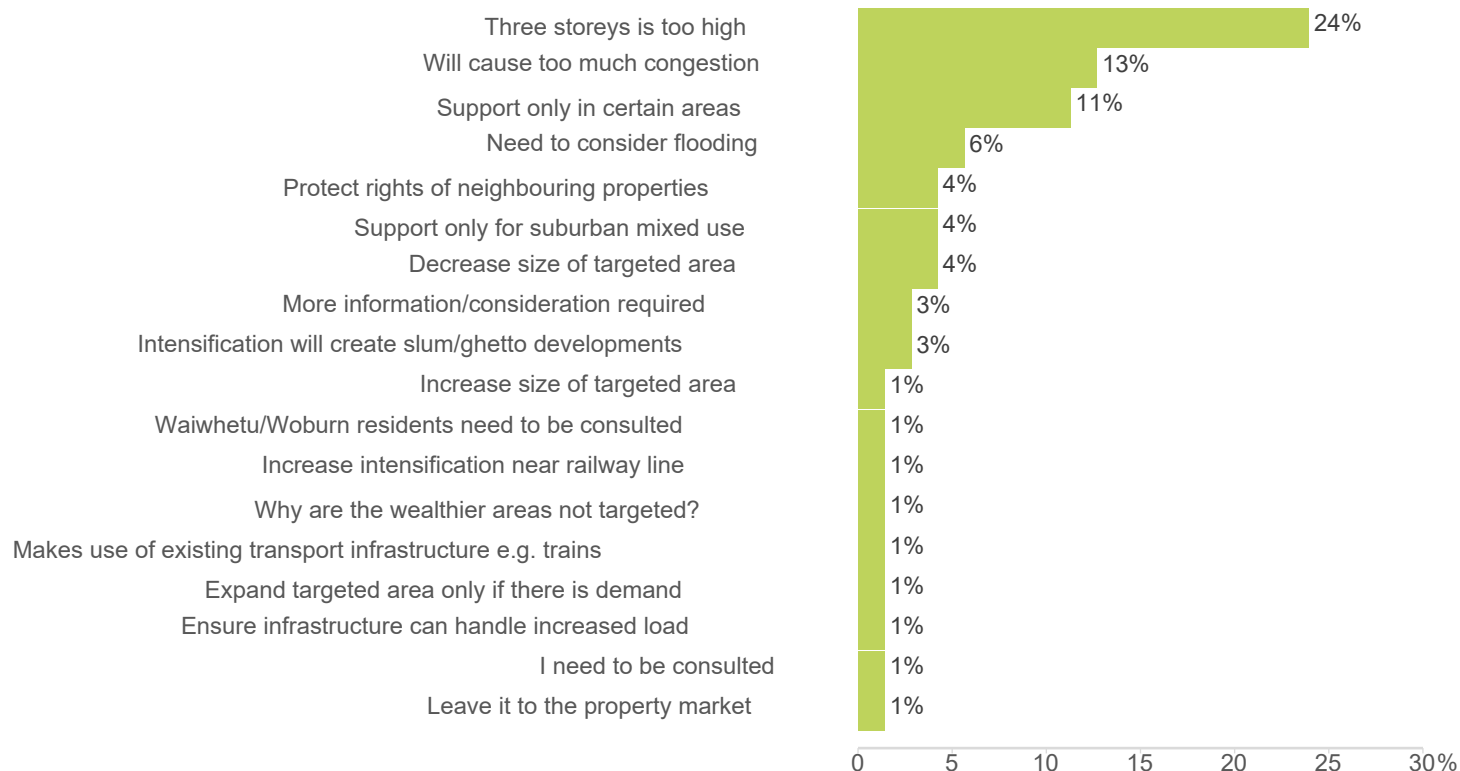 Three storeys is too high 24%
Will cause too much congestion 13%
Support only in certain areas 11%
Need to consider flooding 6%
Protect rights of neighbouring properties 4%
Support only for suburban mixed use 4%
Decrease size of targeted area 4%
More information/consideration required 3%
Intensification will create slum/ghetto developments 3%
Increase size of targeted area 1%
Waiwhetu/Woburn residents need to be consulted 1%
Increase intensification near railway line 1%
Why are the wealthier areas not targeted? 1%
Makes use of existing transport infrastructure e.g. trains 1%
Expand targeted area only if there is demand 1%
Ensure infrastructure can handle increased load 1%
I need to be consulted 1%
Leave it to the property market 1%
0 5 10 15 20 25 30%